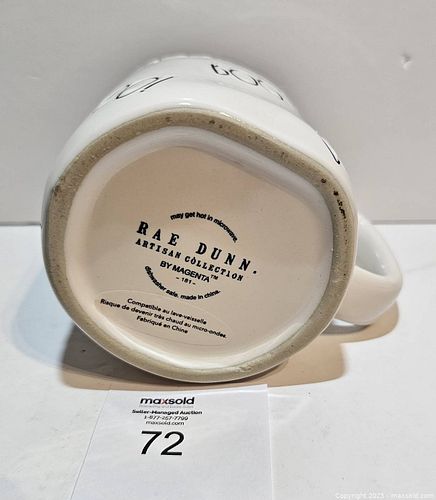 may get hot in microwave.
RAE DUNN.
ARTISAN COLLECTION
BY MAGENTA™
- 181 -
dishwasher safe. made in china.
Compatible au lave-vaisselle
Risque de devenir très chaud au micro-ondes.
Fabriqué en Chine
maxsold
Seller-Managed Auction
1-877-257-7799
maxsold.com
72
Copyright 2023 - maxsold.com